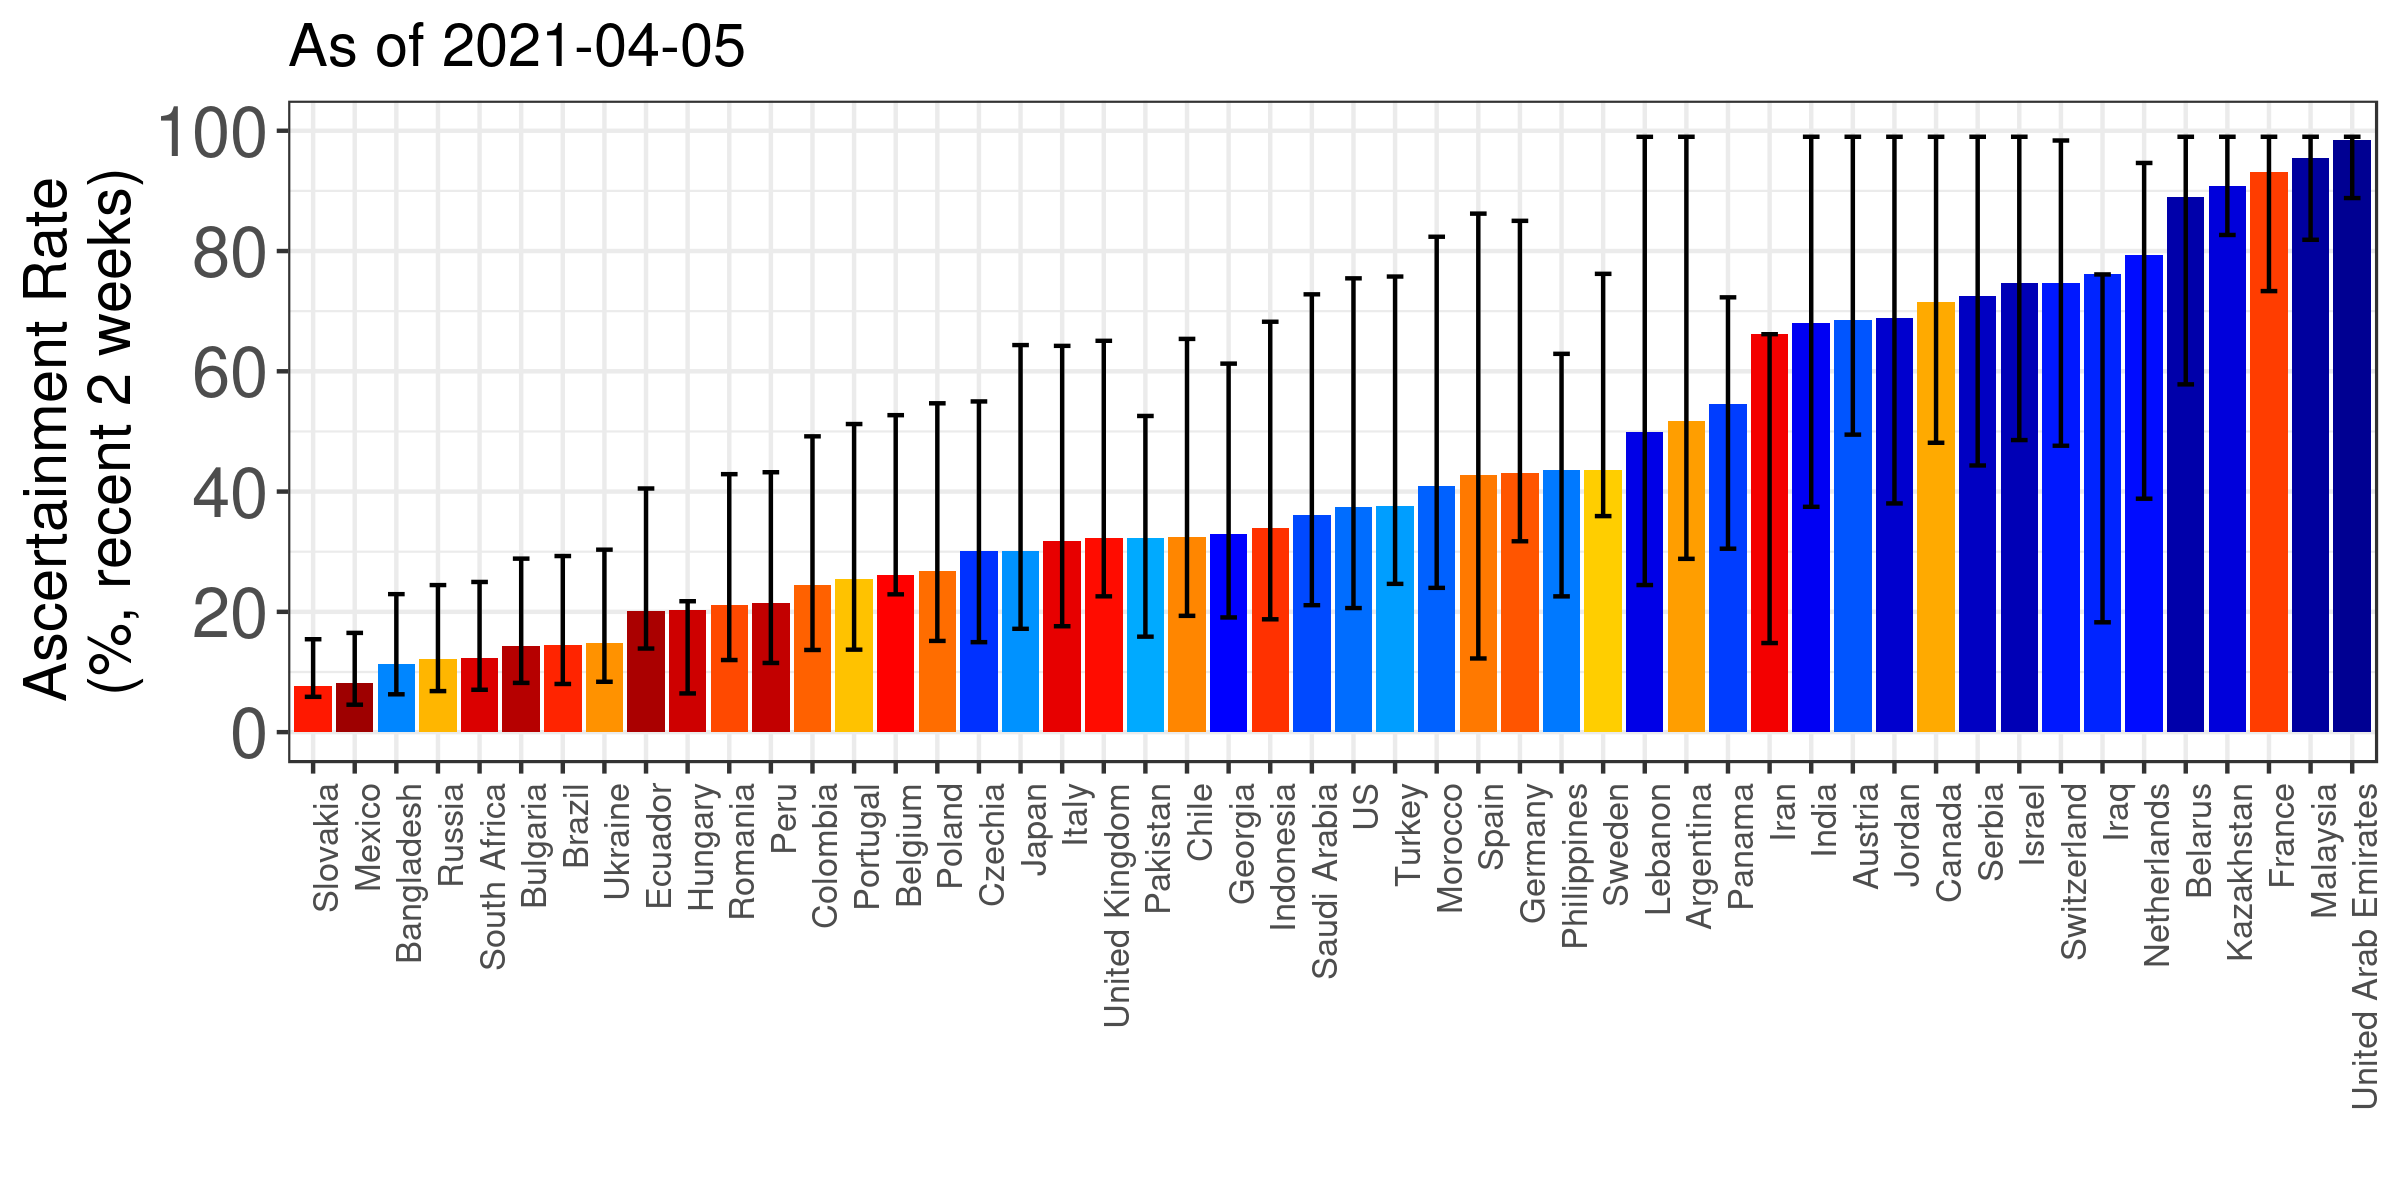 As of 2021-04-05
Ascertainment Rate
(%, recent 2 weeks)
100
80
60
40
20
0
Slovakia
Mexico
Bangladesh
Russia
South Africa
Bulgaria
Brazil
Ukraine
Ecuador
Hungary
Romania
Peru
Colombia
Portugal
Belgium
Poland
Czechia
Japan
Italy
United Kingdom
Pakistan
Chile
Georgia
Indonesia
Saudi Arabia
US
Turkey
Morocco
Spain
Germany
Philippines
Sweden
Lebanon
Argentina
Panama
Iran
India
Austria
Jordan
Canada
Serbia
Israel
Switzerland
Iraq
Netherlands
Belarus
Kazakhstan
France
Malaysia
United Arab Emirates